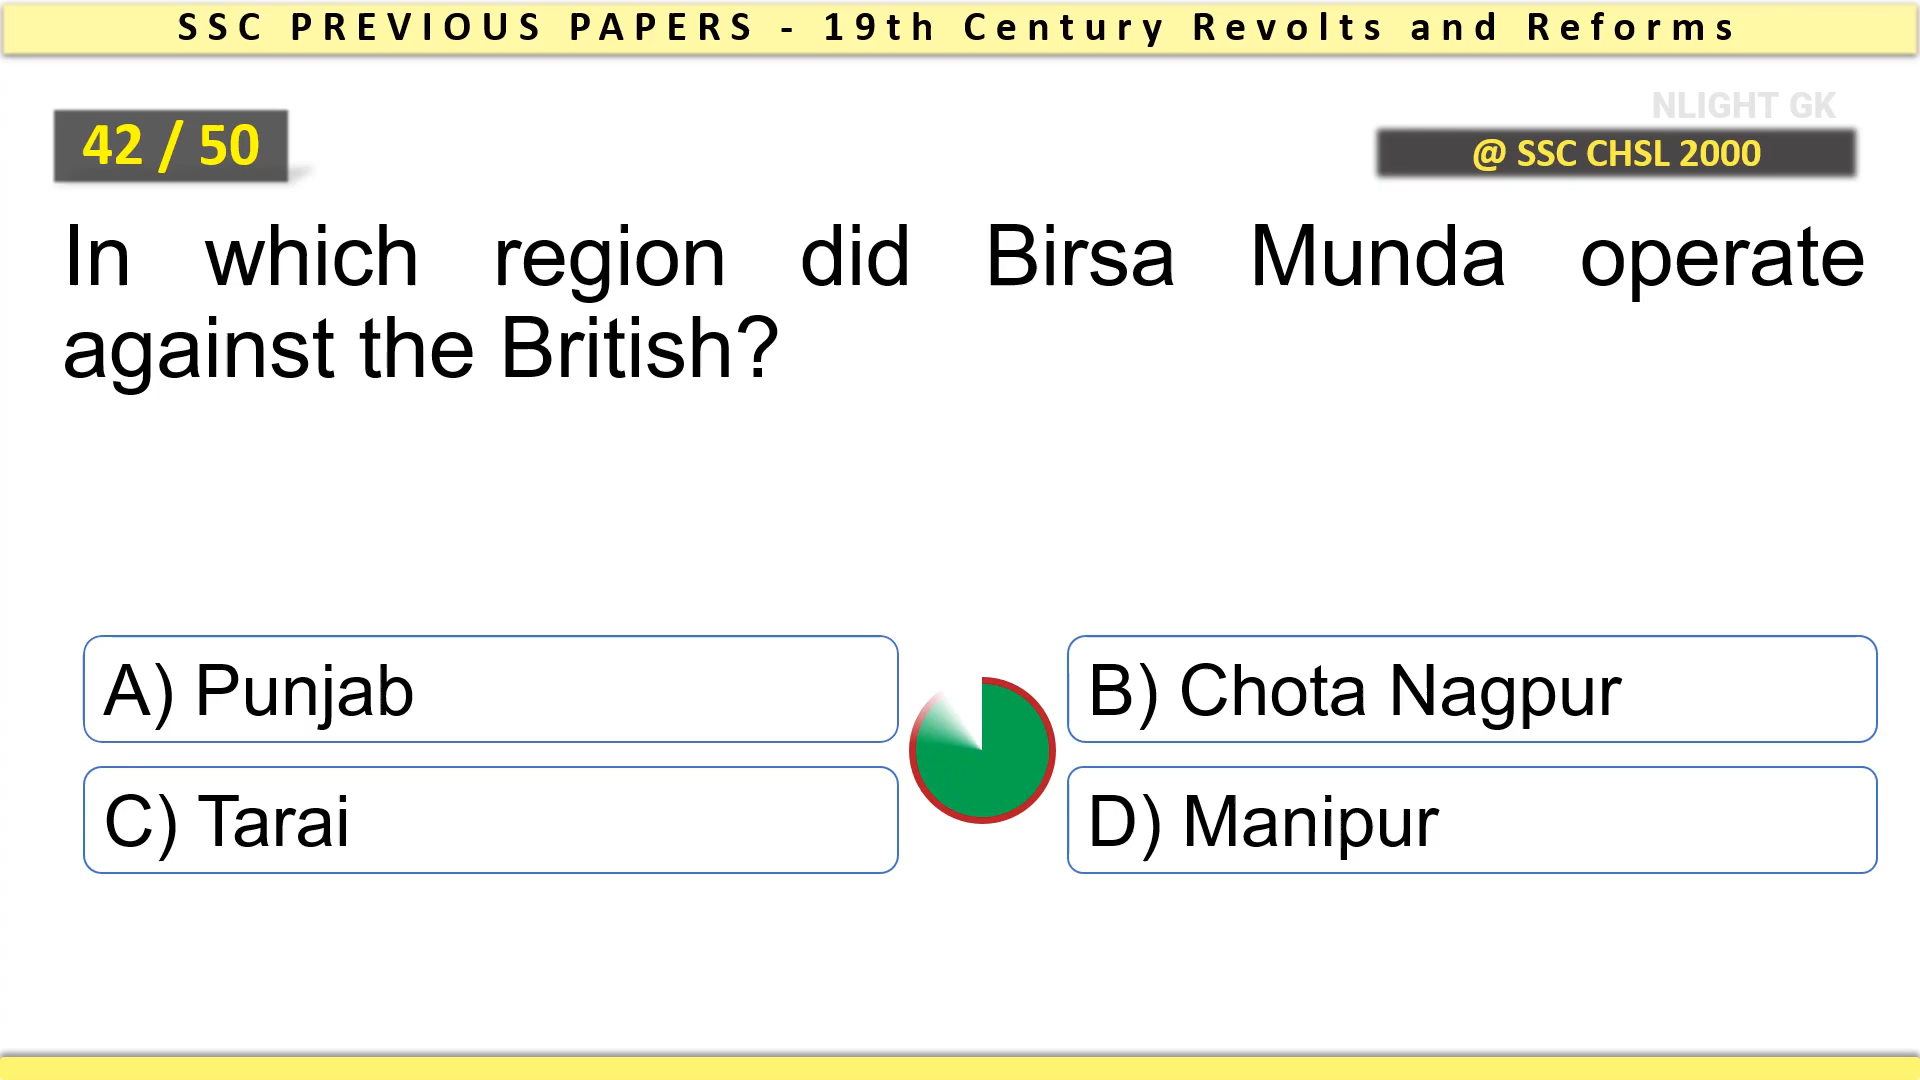 SSC PREVIOUS PAPERS - 19th Century Revolts and Reforms
NLIGHT GK
42 / 50
@ SSC CHSL 2000
In which region did Birsa Munda operate
against the British?
A) Punjab
B) Chota Nagpur
C) Tarai
D) Manipur